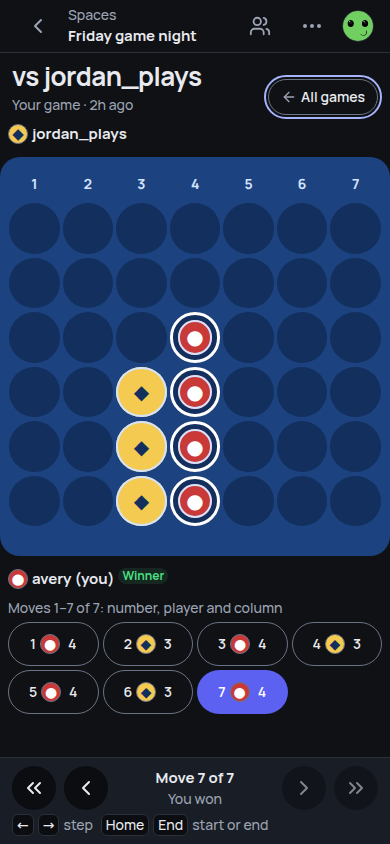 Spaces
Friday game night
vs jordan_plays
Your game · 2h ago
← All games
jordan_plays
1 2 3 4 5 6 7
avery (you) Winner
Moves 1–7 of 7: number, player and column
1 4 2 3 3 4 4 3
5 4 6 3 7 4
Move 7 of 7
You won
← → step Home End start or end